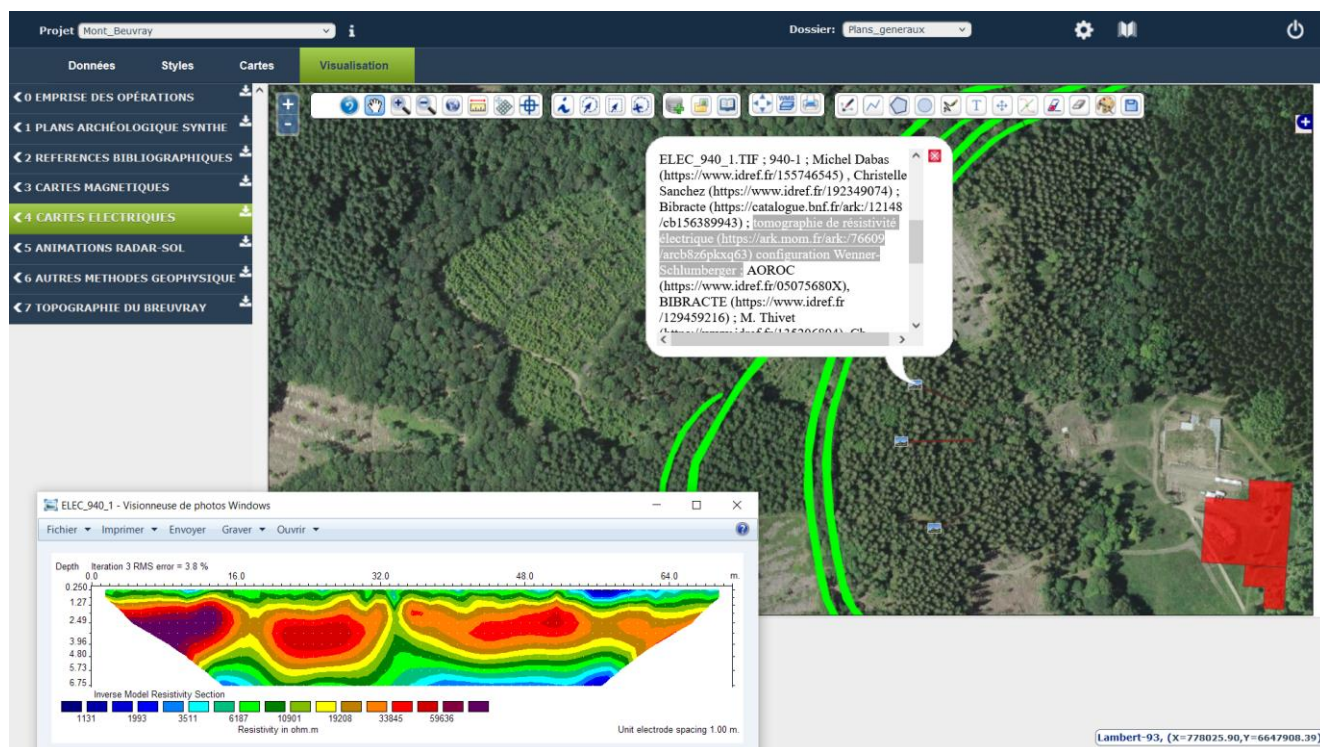 Projet Mont_Beuvray i Dossier: Plans_generaux
Données Styles Cartes Visualisation
0 EMPRISE DES OPÉRATIONS
1 PLANS ARCHÉOLOGIQUE SYNTHE
2 REFERENCES BIBLIOGRAPHIQUES
3 CARTES MAGNETIQUES
4 CARTES ELECTRIQUES
5 ANIMATIONS RADAR-SOL
6 AUTRES METHODES GEOPHYSIQUE
7 TOPOGRAPHIE DU BREUVRAY
+
-
T
WMS
ELEC_940_1.TIF ; 940-1 ; Michel Dabas
(https://www.idref.fr/155746545) , Christelle
Sanchez (https://www.idref.fr/192349074) ;
Bibracte (https://catalogue.bnf.fr/ark:/12148
/cb156389943) ; tomographie de résistivité
électrique (https://ark.mom.fr/ark:/76609
/arcb8z6pkxq63) configuration Wenner-
Schlumberger ; AOROC
(https://www.idref.fr/05075680X),
BIBRACTE (https://www.idref.fr
/129459216) ; M. Thivet
ELEC_940_1 - Visionneuse de photos Windows
Fichier Imprimer Envoyer Graver Ouvrir
Depth Iteration 3 RMS error = 3.8 %
0.0 16.0 32.0 48.0 64.0 m.
0.250
1.27
2.49
3.96
4.80
5.73
6.75
Inverse Model Resistivity Section
1131 1993 3511 6187 10901 19208 33845 59636
Resistivity in ohm.m Unit electrode spacing 1.00 m.
Lambert-93, (X=778025.90,Y=6647908.39)